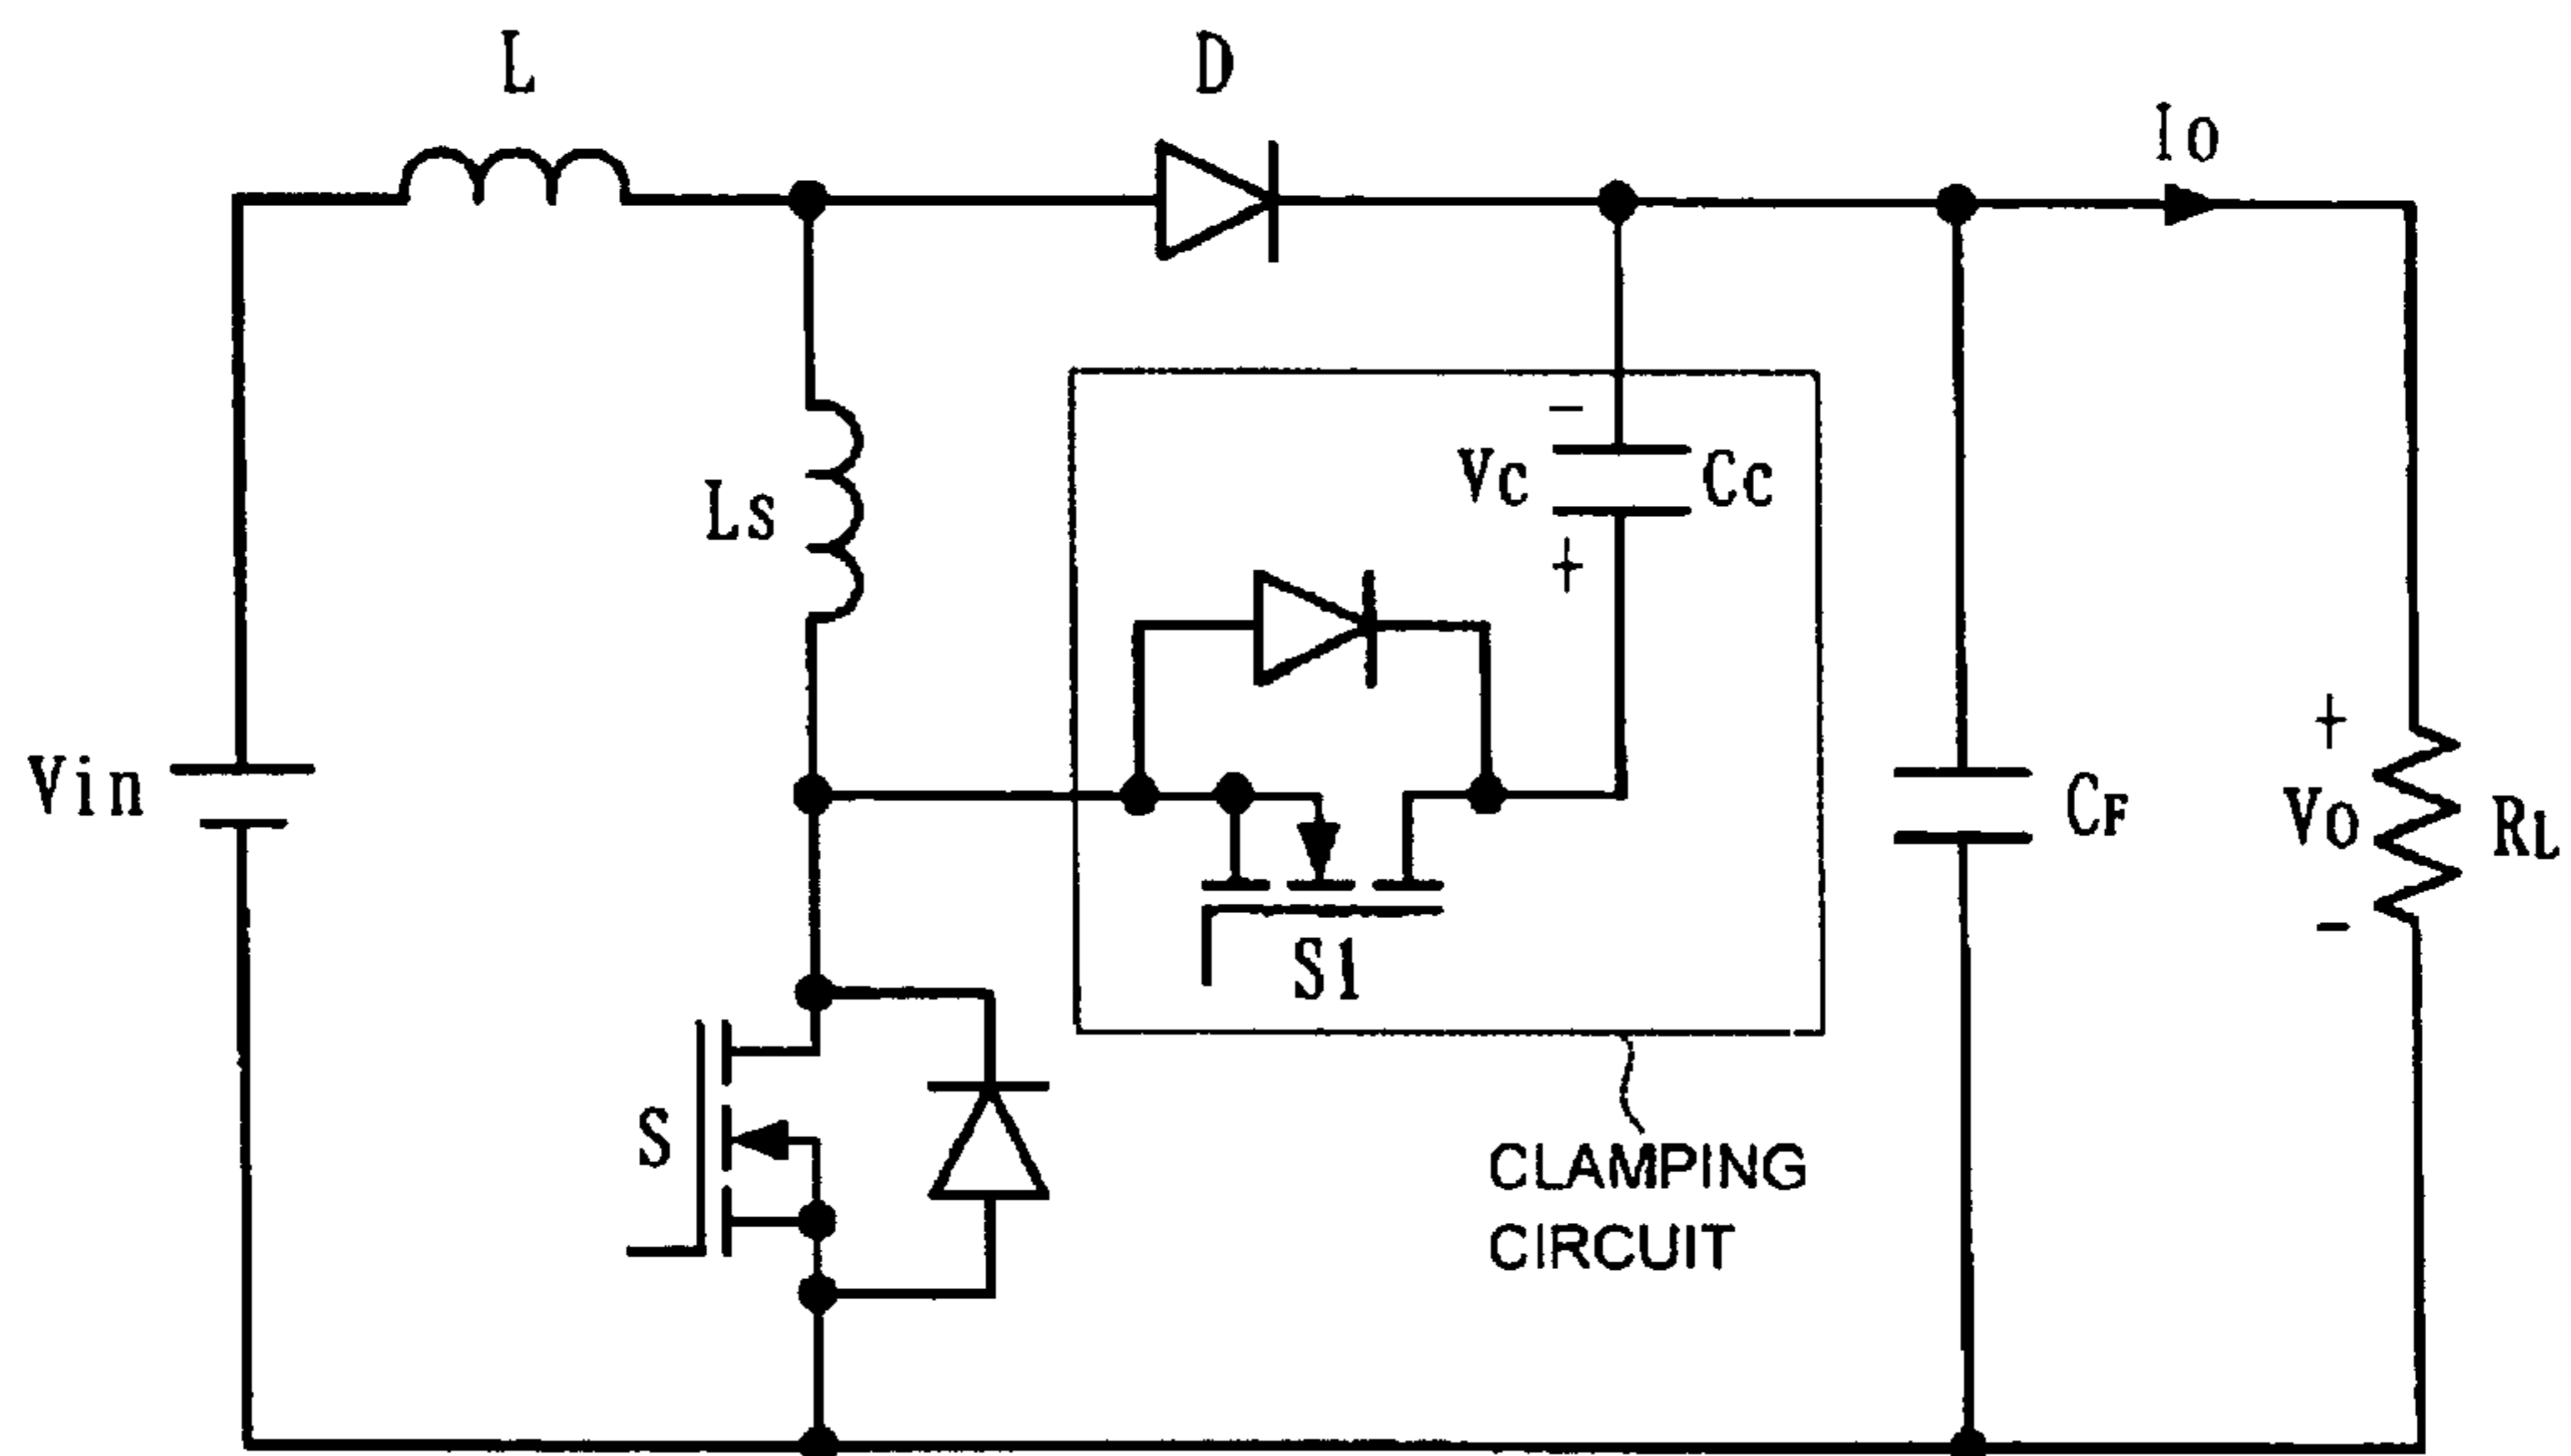 L
D
Io
Ls
−
Vc
Cc
+
Vin
S1
CF
+
Vo
−
RL
S
CLAMPING
CIRCUIT